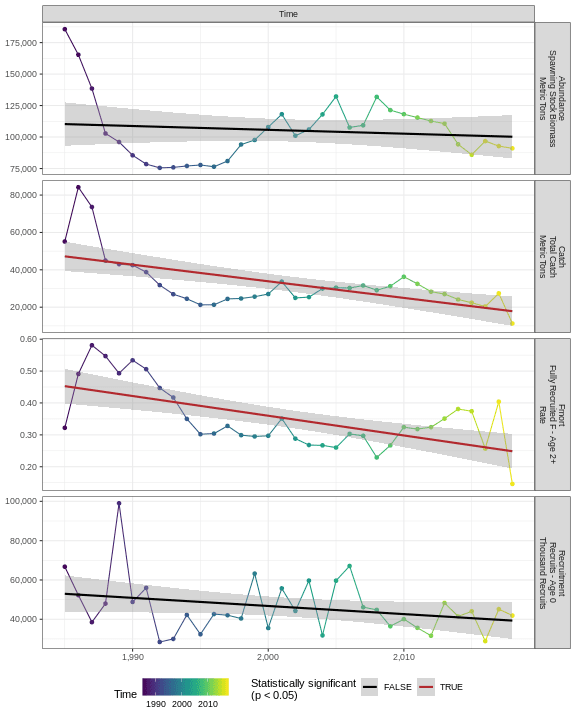 Time
175,000
150,000
125,000
100,000
75,000
Abundance
Spawning Stock Biomass
Metric Tons
80,000
60,000
40,000
20,000
Catch
Total Catch
Metric Tons
0.60
0.50
0.40
0.30
0.20
Fmort
Fully Recruited F - Age 2+
Rate
100,000
80,000
60,000
40,000
Recruitment
Recruits - Age 0
Thousand Recruits
1,990
2,000
2,010
Time
1990 2000 2010
Statistically significant
(p < 0.05)
FALSE
TRUE